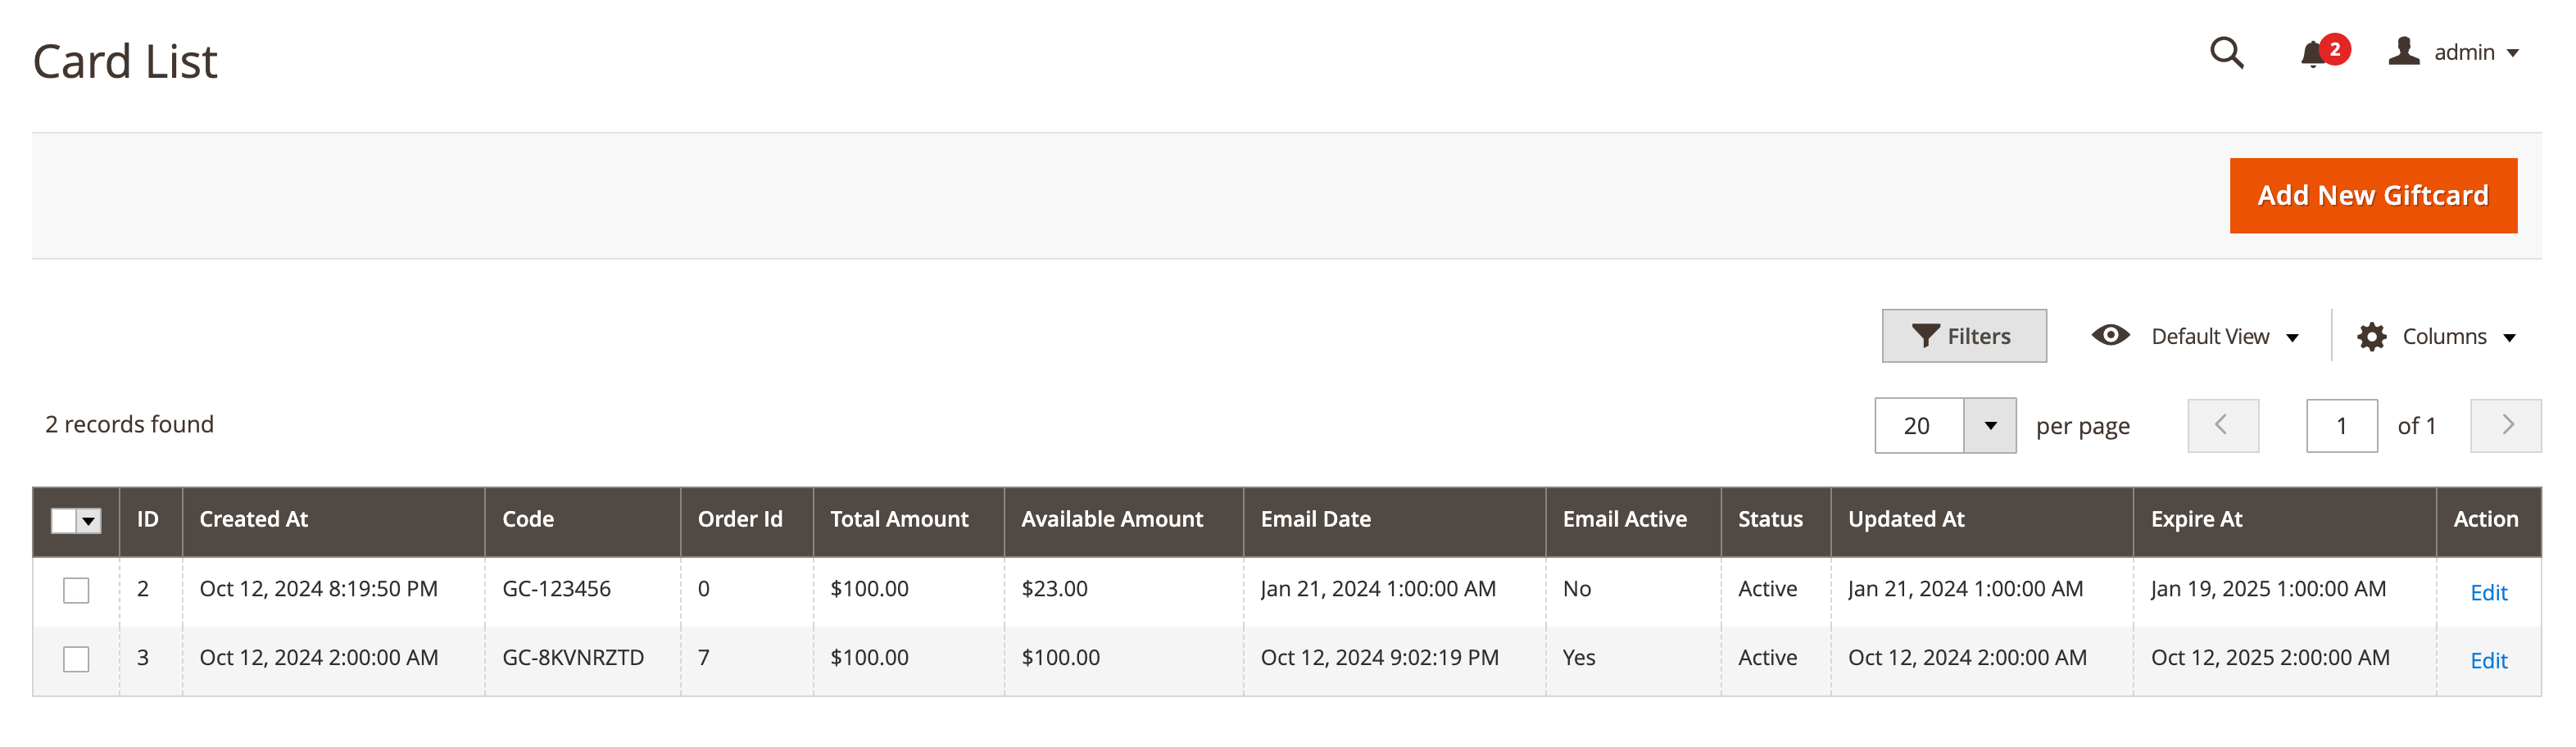 Card List
2
admin
Add New Giftcard
Filters
Default View
Columns
2 records found
20 per page
1 of 1
ID Created At Code Order Id Total Amount Available Amount Email Date Email Active Status Updated At Expire At Action
2 Oct 12, 2024 8:19:50 PM GC-123456 0 $100.00 $23.00 Jan 21, 2024 1:00:00 AM No Active Jan 21, 2024 1:00:00 AM Jan 19, 2025 1:00:00 AM Edit
3 Oct 12, 2024 2:00:00 AM GC-8KVNRZTD 7 $100.00 $100.00 Oct 12, 2024 9:02:19 PM Yes Active Oct 12, 2024 2:00:00 AM Oct 12, 2025 2:00:00 AM Edit